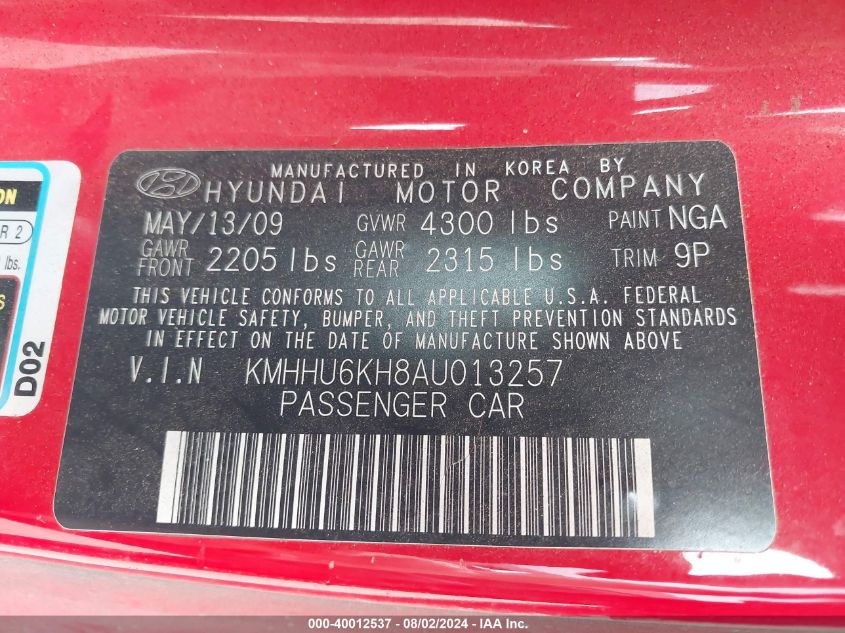 MANUFACTURED IN KOREA BY
HYUNDAI MOTOR COMPANY
MAY/13/09 GVWR 4300 lbs PAINT NGA
GAWR FRONT 2205 lbs GAWR REAR 2315 lbs TRIM 9P
THIS VEHICLE CONFORMS TO ALL APPLICABLE U.S.A. FEDERAL
MOTOR VEHICLE SAFETY, BUMPER, AND THEFT PREVENTION STANDARDS
IN EFFECT ON THE DATE OF MANUFACTURE SHOWN ABOVE
V.I.N KMHHU6KH8AU013257
PASSENGER CAR
ON
R 2
lbs.
S
D02
000-40012537 - 08/02/2024 - IAA Inc.